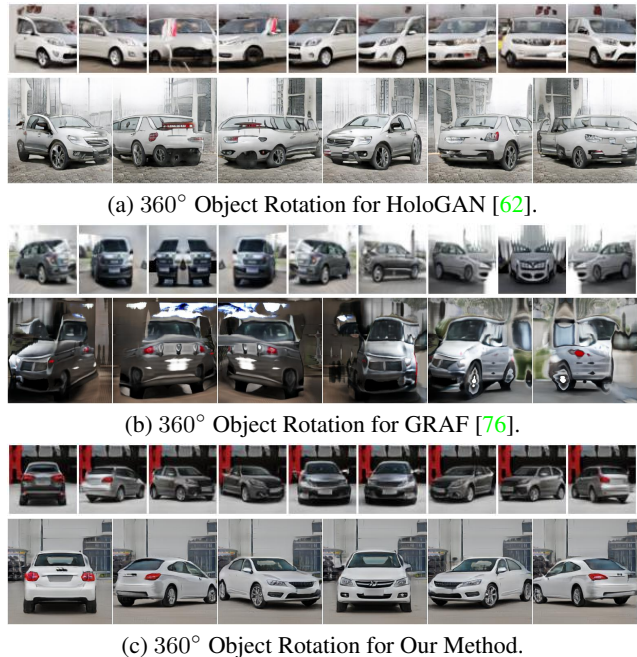 (a) 360° Object Rotation for HoloGAN [62].
(b) 360° Object Rotation for GRAF [76].
(c) 360° Object Rotation for Our Method.